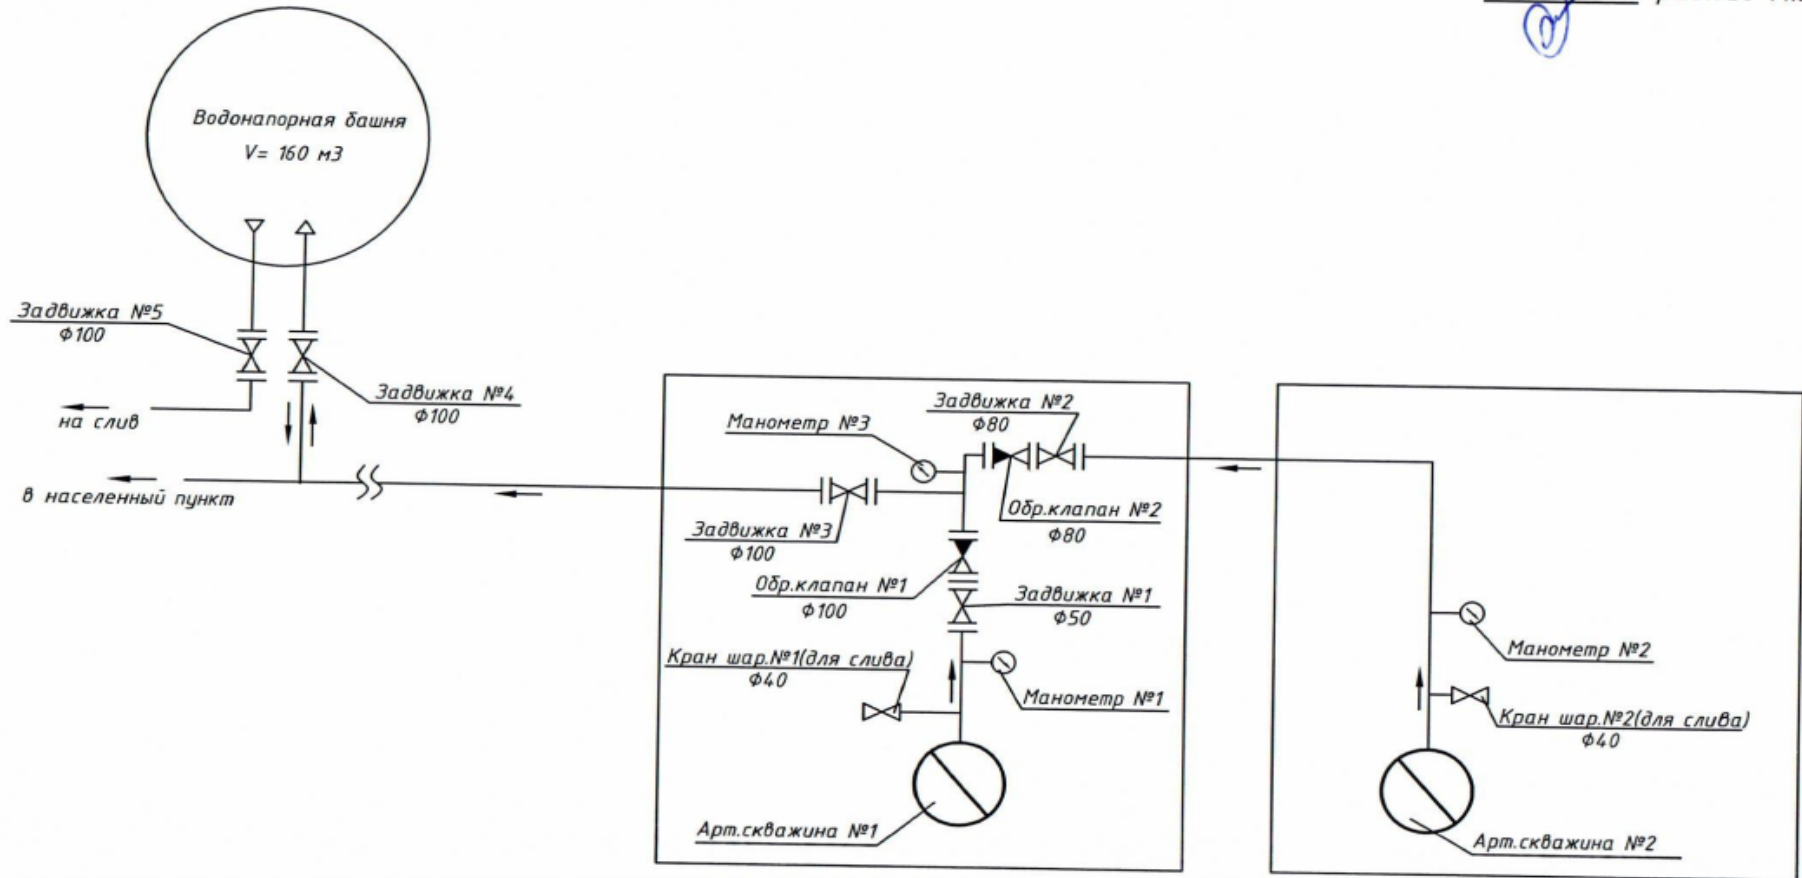 Водонапорная башня
V= 160 м3
Задвижка №5
Ф100
Задвижка №4
Ф100
на слив
в населенный пункт
Манометр №3
Задвижка №2
Ф80
Обр.клапан №2
Ф80
Задвижка №3
Ф100
Обр.клапан №1
Ф100
Задвижка №1
Ф50
Кран шар.№1(для слива)
Ф40
Манометр №1
Арт.скважина №1
Манометр №2
Кран шар.№2(для слива)
Ф40
Арт.скважина №2